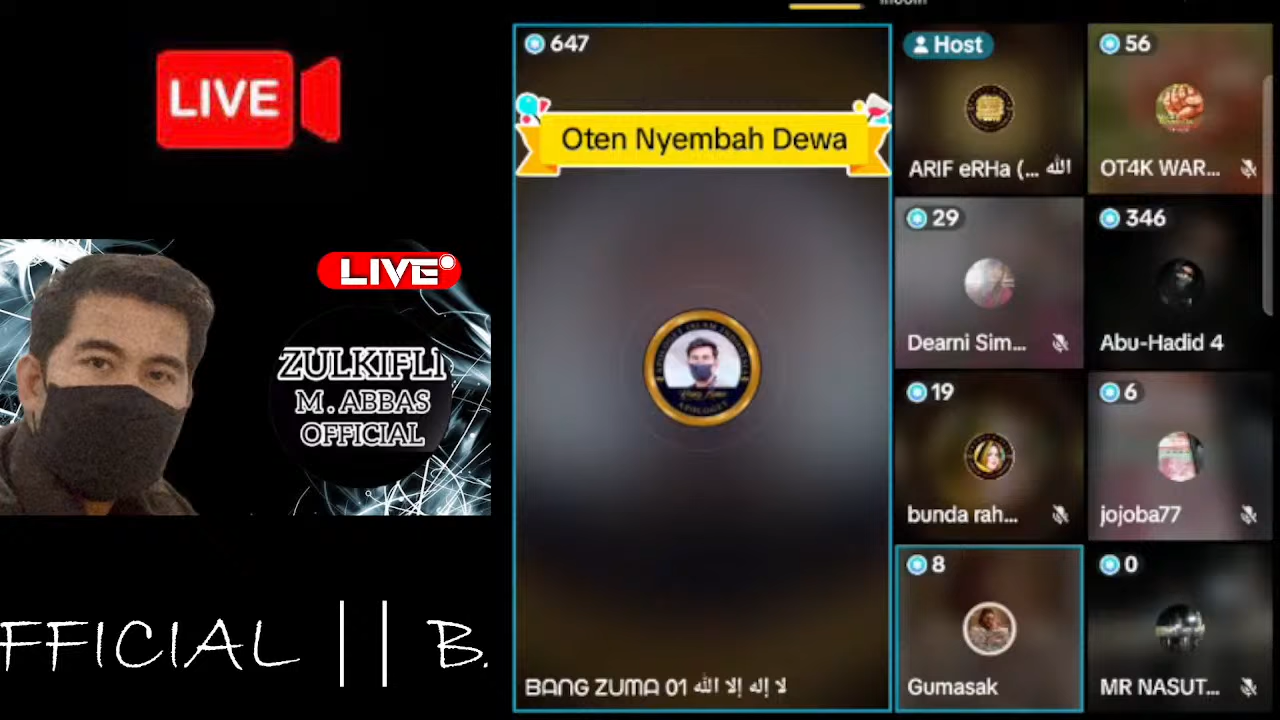 LIVE
LIVE
ZULKIFLI
M. ABBAS
OFFICIAL
FFICIAL || B.
647
Oten Nyembah Dewa
BANG ZUMA 01 لا إله إلا الله
Host
ARIF eRHa (... الله
56
OT4K WAR...
29
Dearni Sim...
346
Abu-Hadid 4
19
bunda rah...
6
jojoba77
8
Gumasak
0
MR NASUT...